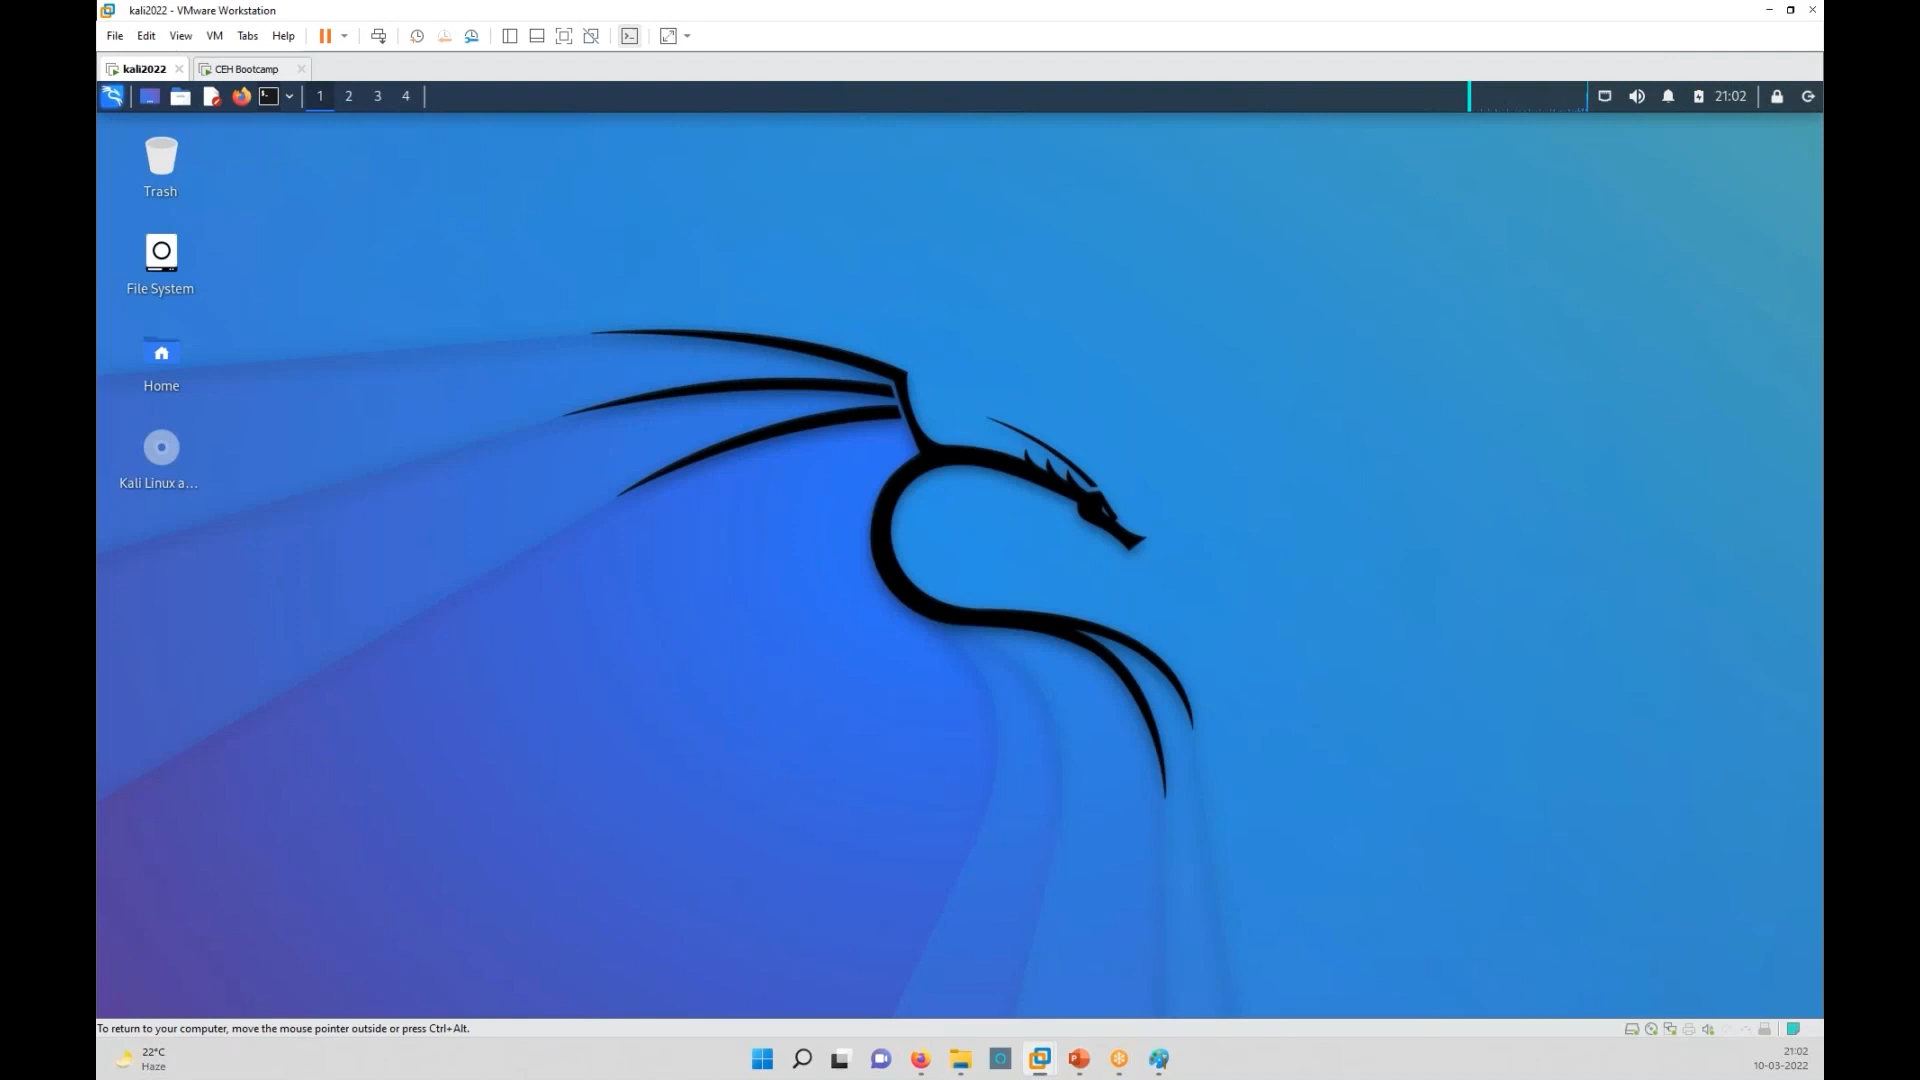 kali2022 - VMware Workstation
File Edit View VM Tabs Help
kali2022 CEH Bootcamp
1 2 3 4 21:02
Trash
File System
Home
Kali Linux a...
To return to your computer, move the mouse pointer outside or press Ctrl+Alt.
22°C
Haze
21:02
10-03-2022